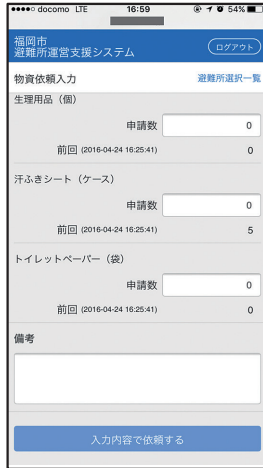 docomo LTE 16:59 54%
福岡市
避難所運営支援システム
ログアウト
物資依頼入力 避難所選択一覧
生理用品（個）
申請数 0
前回 (2016-04-24 16:25:41) 0
汗ふきシート（ケース）
申請数 0
前回 (2016-04-24 16:25:41) 5
トイレットペーパー（袋）
申請数 0
前回 (2016-04-24 16:25:41) 0
備考
入力内容で依頼する